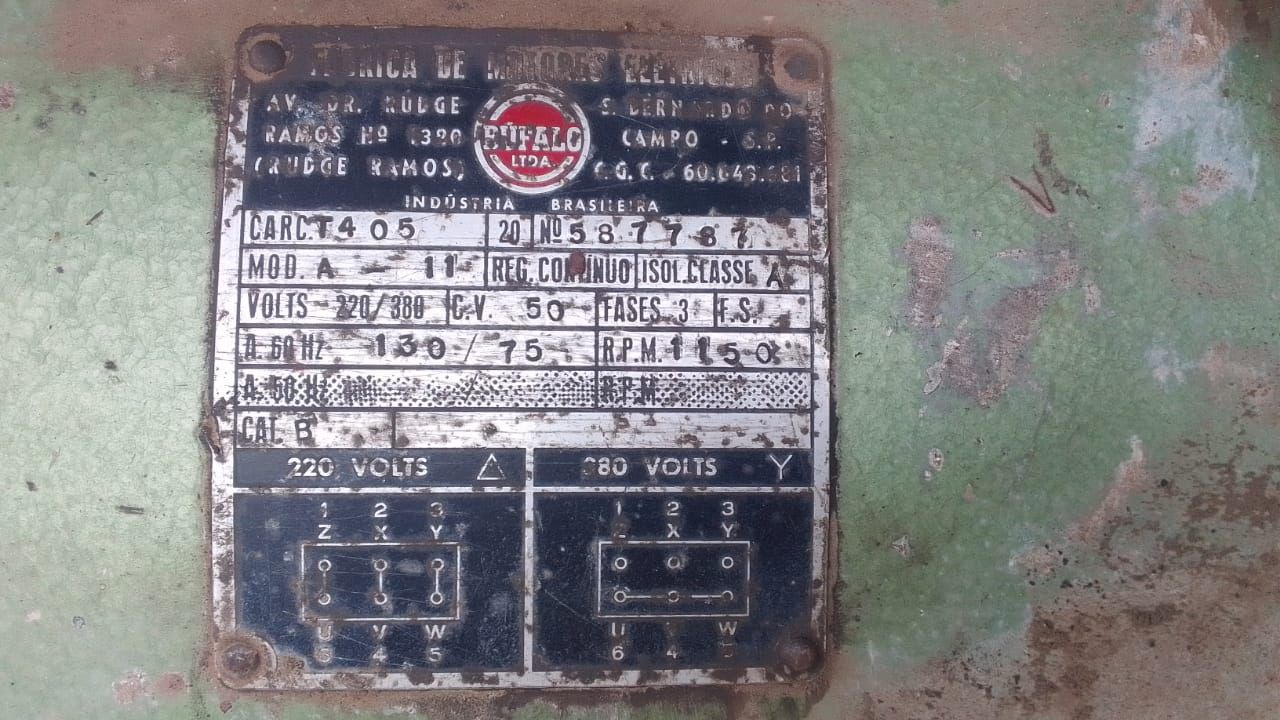 FÁBRICA DE MOTORES ELÉTRICOS
AV. DR. RUDGE
RAMOS Nº 1320
(RUDGE RAMOS)
BÚFALO
LTDA
S. BERNARDO DO
CAMPO - S.P.
C.G.C. - 60.643.
INDÚSTRIA BRASILEIRA
CARC. T405 20 Nº 587787
MOD. A - 11 REG. CONTINUO ISOL. CLASSE A
VOLTS 220/380 C.V. 50 FASES 3 F.S.
A. 60 Hz 130 / 75 R.P.M. 1150
A. 50 Hz R.P.M.
CAT. B
220 VOLTS △
1 2 3
Z X Y
U V W
6 4 5
380 VOLTS Y
1 2 3
Z X Y
U V W
6 4 5